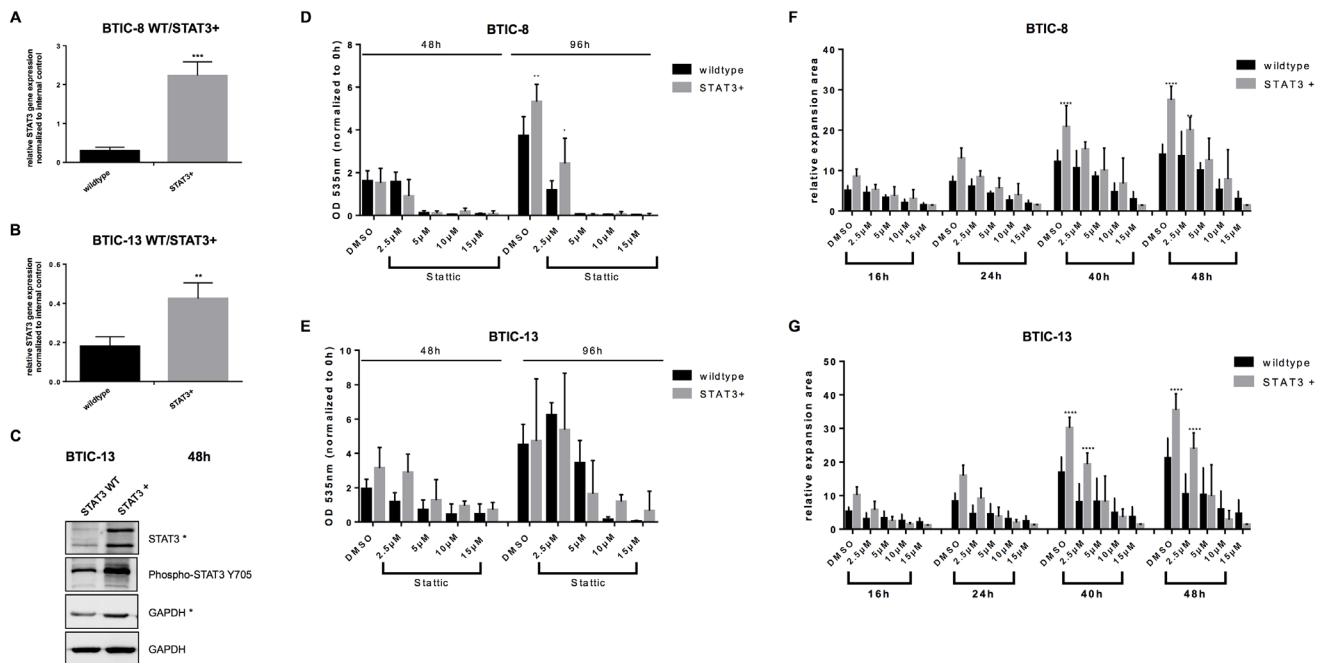 A
BTIC-8 WT/STAT3+
relative STAT3 gene expression
normalized to internal control
3
2
1
0
***
wildtype
STAT3+
B
BTIC-13 WT/STAT3+
relative STAT3 gene expression
normalized to internal control
0.6
0.4
0.2
0.0
**
wildtype
STAT3+
C
BTIC-13 48h
STAT3 WT
STAT3 +
STAT3 *
Phospho-STAT3 Y705
GAPDH *
GAPDH
D
BTIC-8
48h 96h
OD 535nm (normalized to 0h)
8
6
4
2
0
**
*
wildtype
STAT3+
DMSO 2.5µM 5µM 10µM 15µM DMSO 2.5µM 5µM 10µM 15µM
Stattic Stattic
E
BTIC-13
48h 96h
OD 535nm (normalized to 0h)
10
8
6
4
2
0
wildtype
STAT3+
DMSO 2.5µM 5µM 10µM 15µM DMSO 2.5µM 5µM 10µM 15µM
Stattic Stattic
F
BTIC-8
relative expansion area
40
30
20
10
0
**** **** **
wildtype
STAT3 +
DMSO 2.5µM 5µM 10µM 15µM DMSO 2.5µM 5µM 10µM 15µM DMSO 2.5µM 5µM 10µM 15µM DMSO 2.5µM 5µM 10µM 15µM
16h 24h 40h 48h
G
BTIC-13
relative expansion area
50
40
30
20
10
0
**** **** **** ****
wildtype
STAT3 +
DMSO 2.5µM 5µM 10µM 15µM DMSO 2.5µM 5µM 10µM 15µM DMSO 2.5µM 5µM 10µM 15µM DMSO 2.5µM 5µM 10µM 15µM
16h 24h 40h 48h